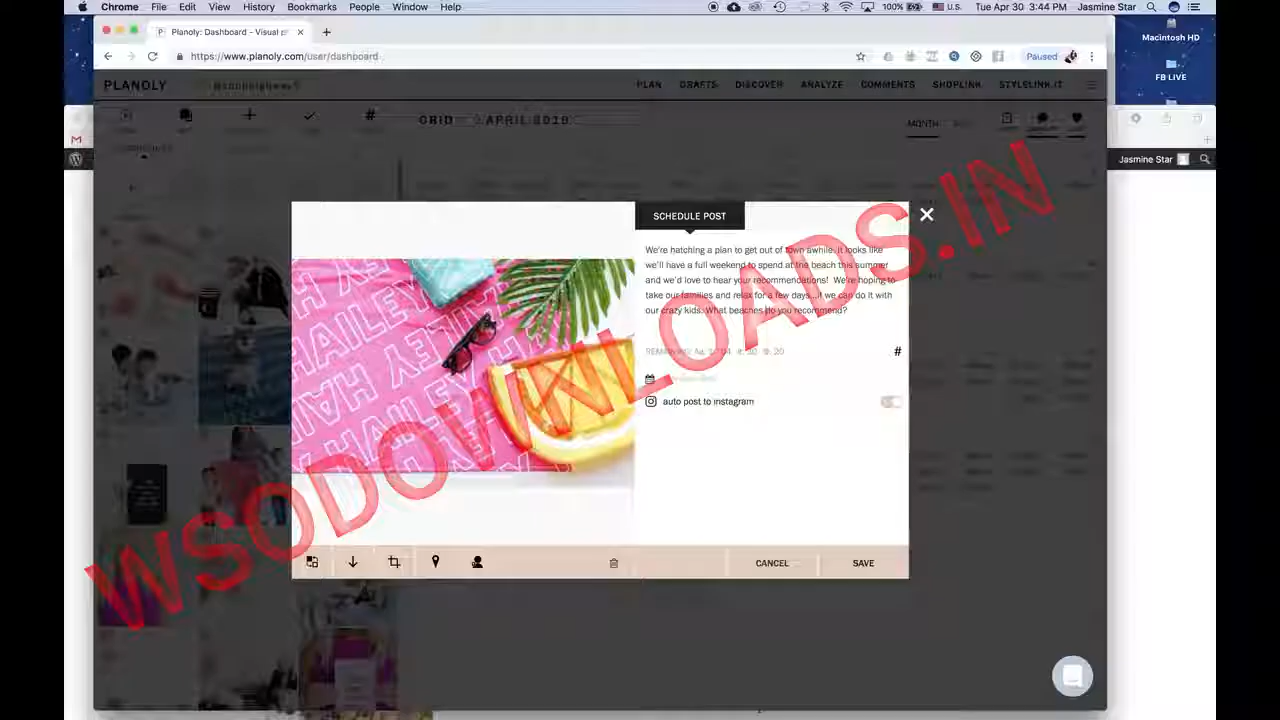 Chrome File Edit View History Bookmarks People Window Help
100% U.S. Tue Apr 30 3:44 PM Jasmine Star
Planoly: Dashboard - Visual pl
Macintosh HD
https://www.planoly.com/user/dashboard
Paused
FB LIVE
PLANOLY
PLAN DRAFTS DISCOVER ANALYZE COMMENTS SHOPLINK STYLELINK.IT
GRID APRIL 2019
MONTH
Jasmine Star
SCHEDULE POST
We're hatching a plan to get out of town awhile. It looks like
we'll have a full weekend to spend at the beach this summer
and we'd love to hear your recommendations! We're hoping to
take our families and relax for a few days...if we can do it with
our crazy kids. What beaches do you recommend?
#
auto post to instagram
HAILEY
CANCEL SAVE
WSODOWNLOADS.IN